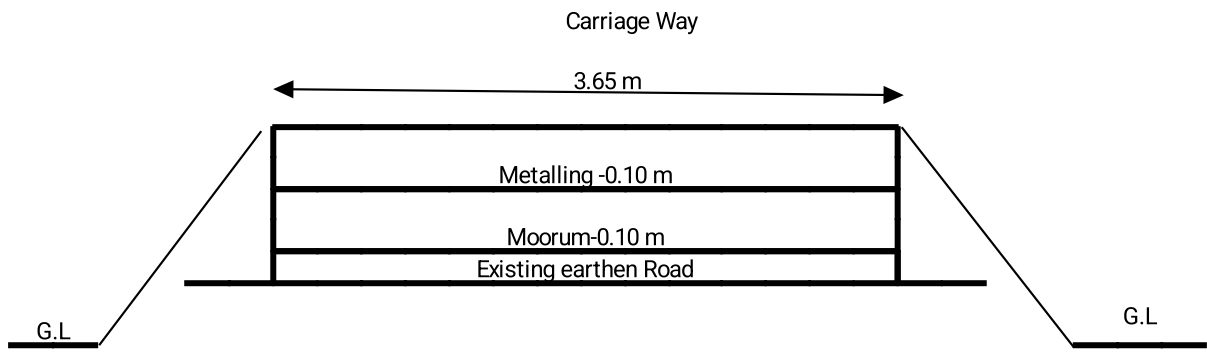 Carriage Way
3.65 m
Metalling -0.10 m
Moorum-0.10 m
Existing earthen Road
G.L
G.L